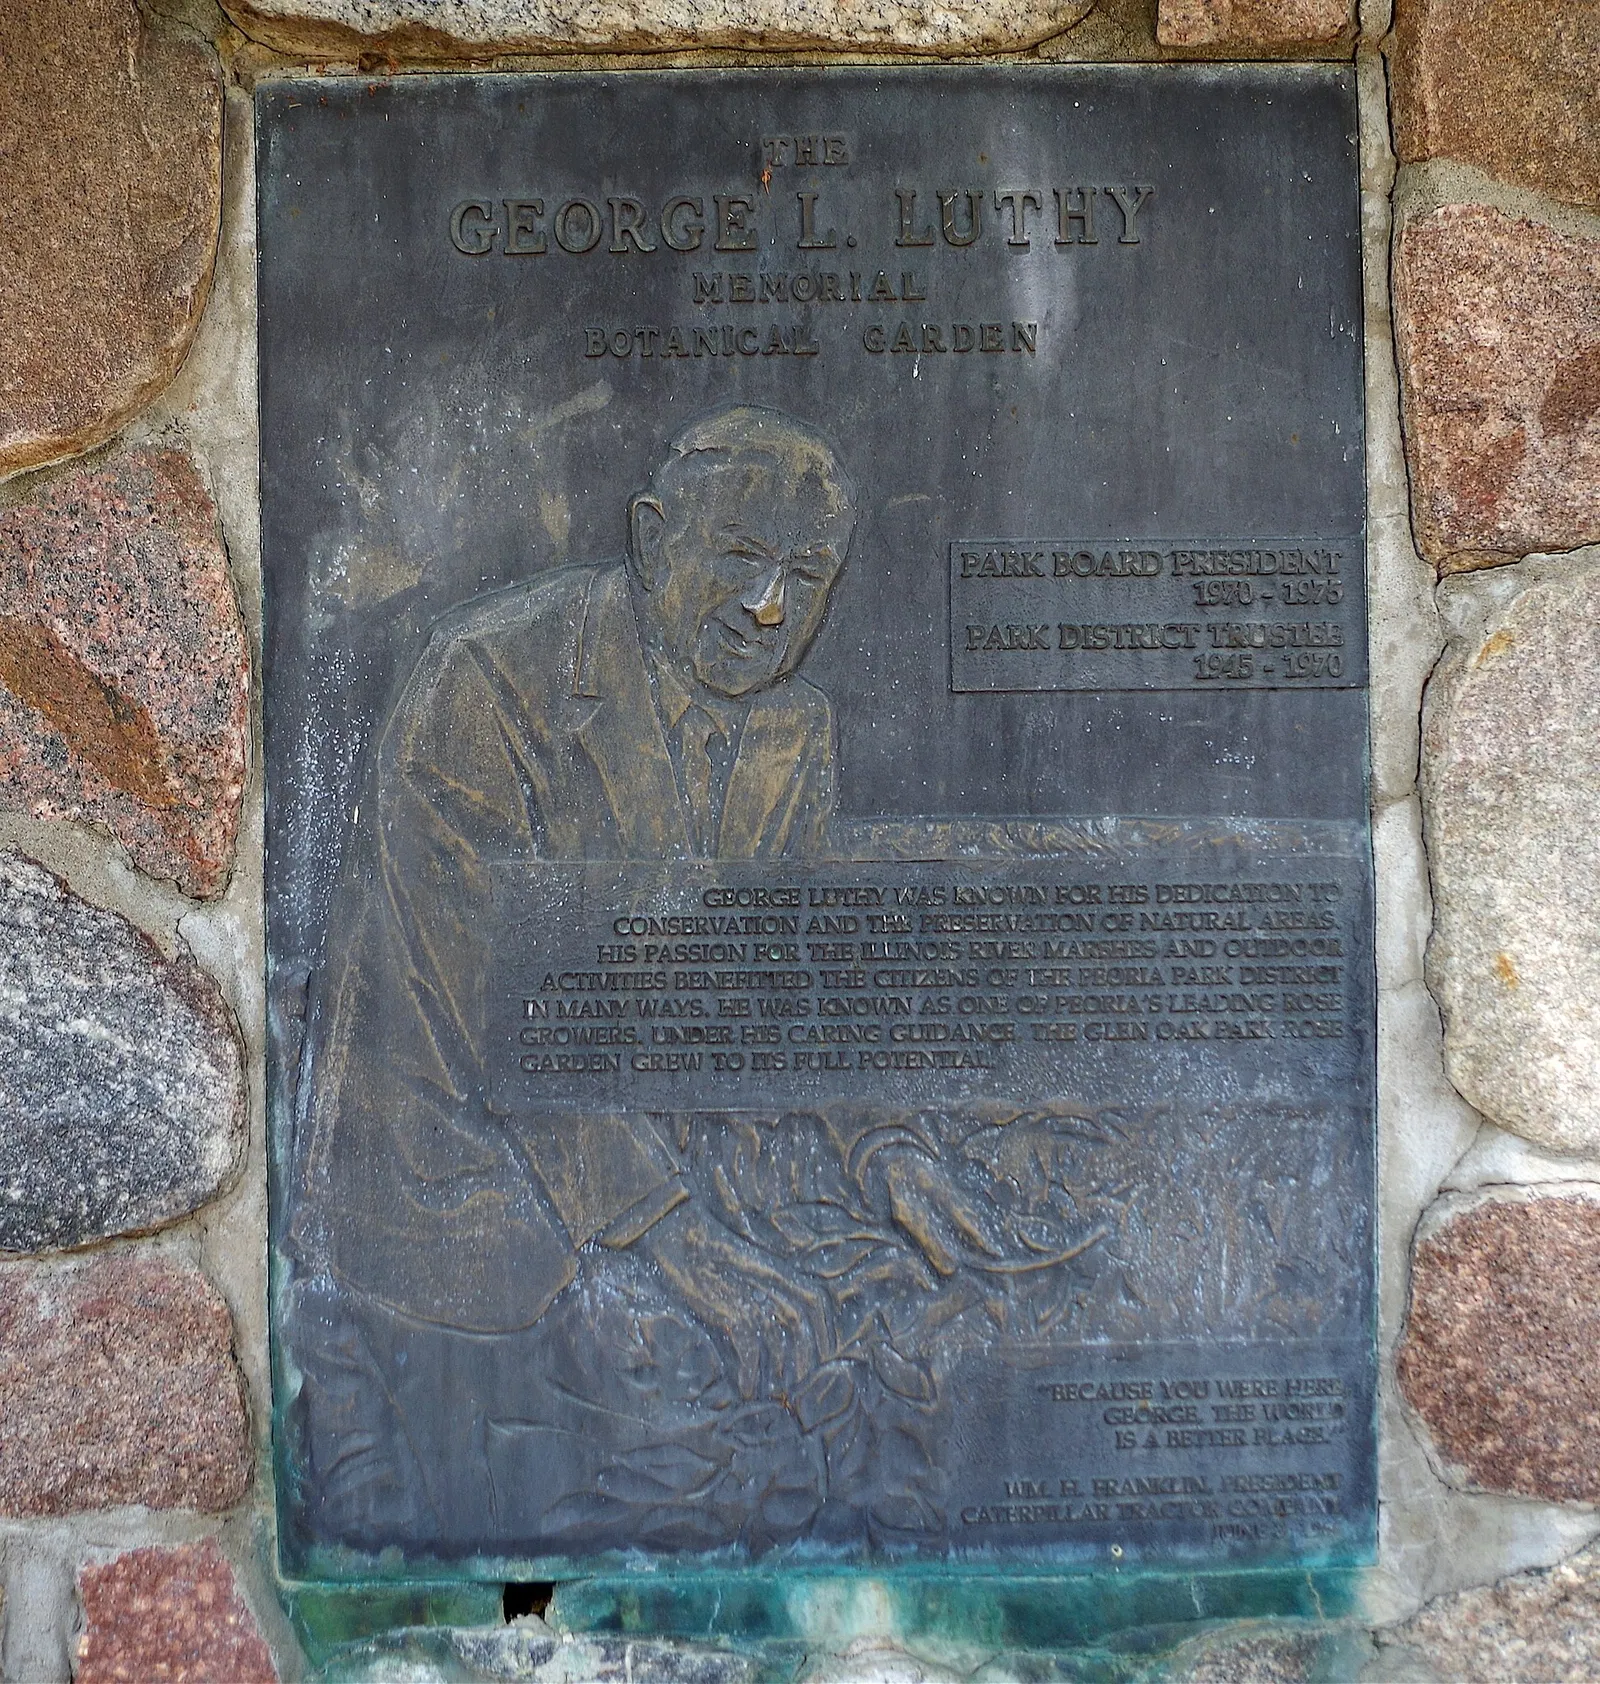 THE
GEORGE L. LUTHY
MEMORIAL
BOTANICAL GARDEN
PARK BOARD PRESIDENT
1970 - 1975
PARK DISTRICT TRUSTEE
1945 - 1970
GEORGE LUTHY WAS KNOWN FOR HIS DEDICATION TO
CONSERVATION AND THE PRESERVATION OF NATURAL AREAS.
HIS PASSION FOR THE ILLINOIS RIVER MARSHES AND OUTDOOR
ACTIVITIES BENEFITTED THE CITIZENS OF THE PEORIA PARK DISTRICT
IN MANY WAYS. HE WAS KNOWN AS ONE OF PEORIA'S LEADING ROSE
GROWERS. UNDER HIS CARING GUIDANCE THE GLEN OAK PARK ROSE
GARDEN GREW TO ITS FULL POTENTIAL.
"BECAUSE YOU WERE HERE,
GEORGE, THE WORLD
IS A BETTER PLACE."
WM. H. FRANKLIN, PRESIDENT
CATERPILLAR TRACTOR COMPANY
JUNE